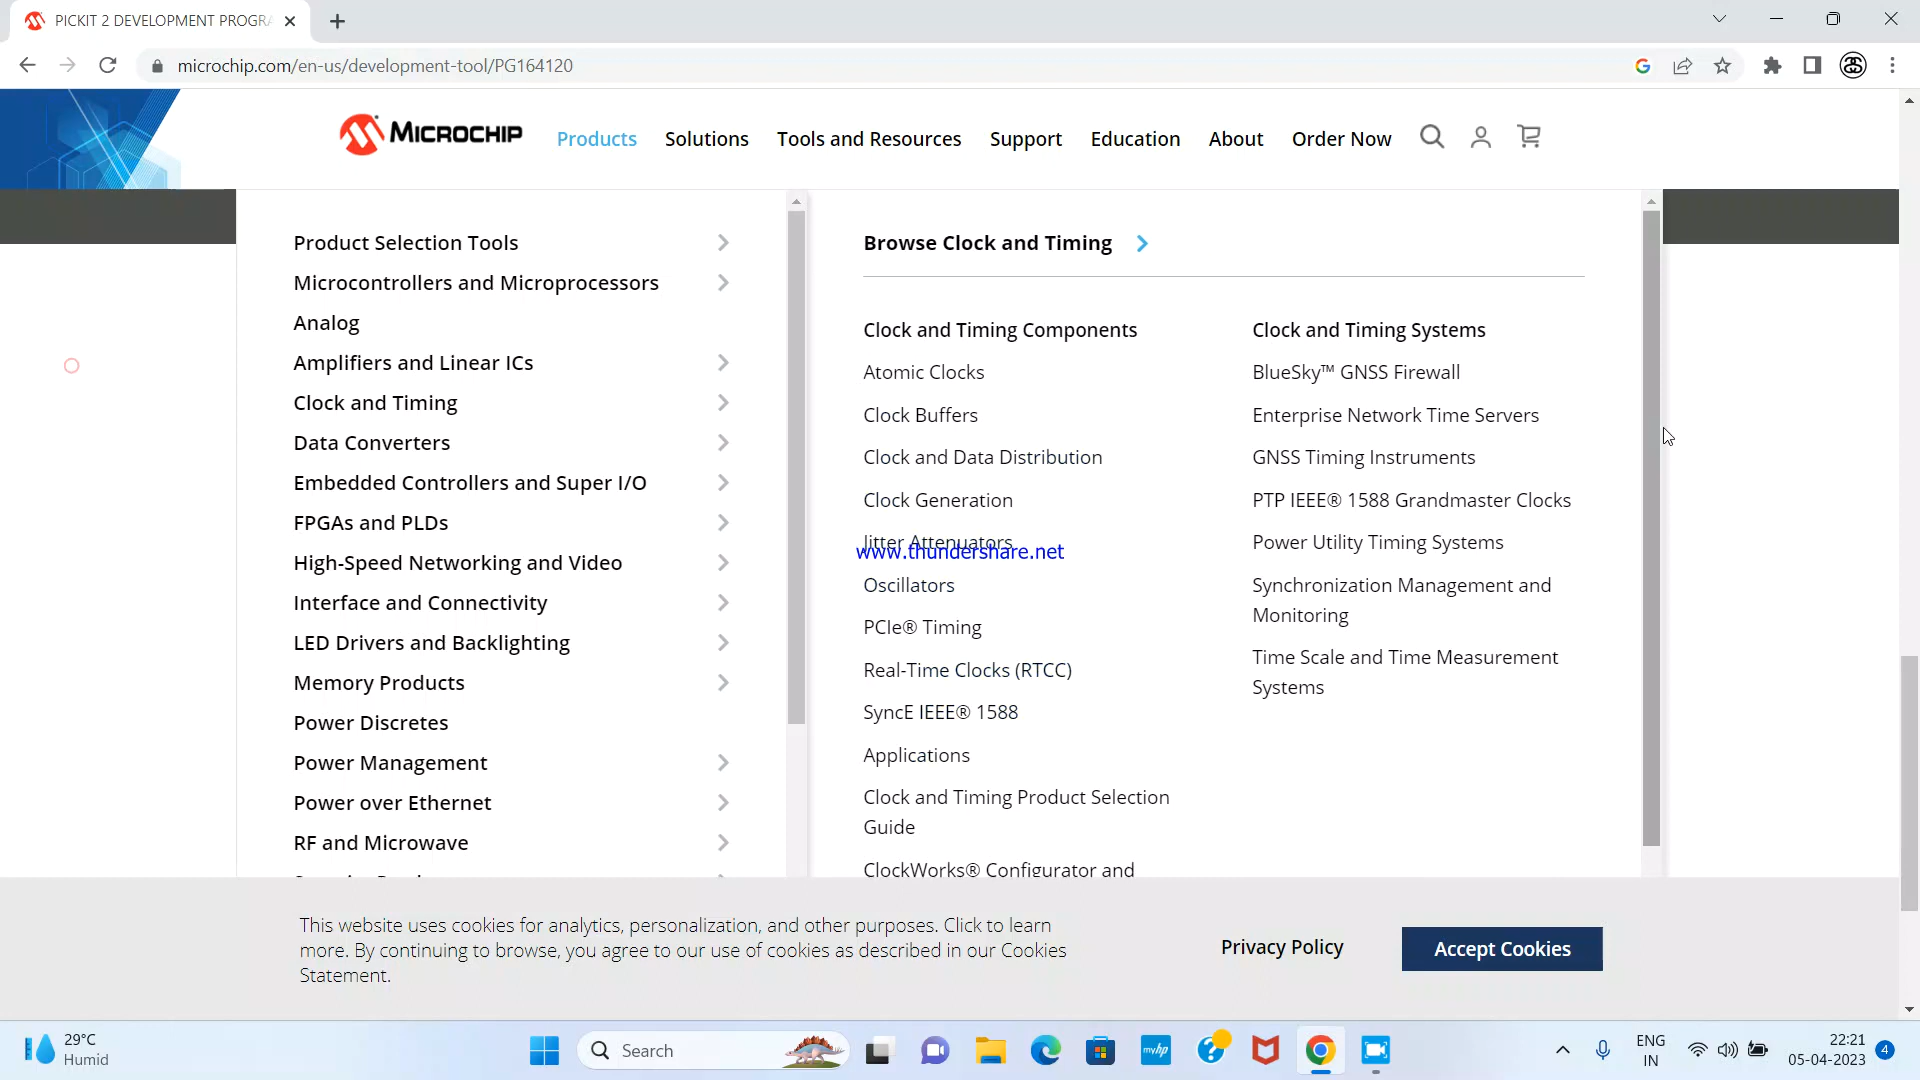 PICKIT 2 DEVELOPMENT PROGRA
microchip.com/en-us/development-tool/PG164120
MICROCHIP
Products
Solutions
Tools and Resources
Support
Education
About
Order Now
Product Selection Tools
Microcontrollers and Microprocessors
Analog
Amplifiers and Linear ICs
Clock and Timing
Data Converters
Embedded Controllers and Super I/O
FPGAs and PLDs
High-Speed Networking and Video
Interface and Connectivity
LED Drivers and Backlighting
Memory Products
Power Discretes
Power Management
Power over Ethernet
RF and Microwave
Browse Clock and Timing
Clock and Timing Components
Atomic Clocks
Clock Buffers
Clock and Data Distribution
Clock Generation
Jitter Attenuators
www.thundershare.net
Oscillators
PCIe® Timing
Real-Time Clocks (RTCC)
SyncE IEEE® 1588
Applications
Clock and Timing Product Selection
Guide
ClockWorks® Configurator and
Clock and Timing Systems
BlueSky™ GNSS Firewall
Enterprise Network Time Servers
GNSS Timing Instruments
PTP IEEE® 1588 Grandmaster Clocks
Power Utility Timing Systems
Synchronization Management and
Monitoring
Time Scale and Time Measurement
Systems
This website uses cookies for analytics, personalization, and other purposes. Click to learn
more. By continuing to browse, you agree to our use of cookies as described in our Cookies
Statement.
Privacy Policy
Accept Cookies
29°C
Humid
Search
myhp
ENG
IN
22:21
05-04-2023
4